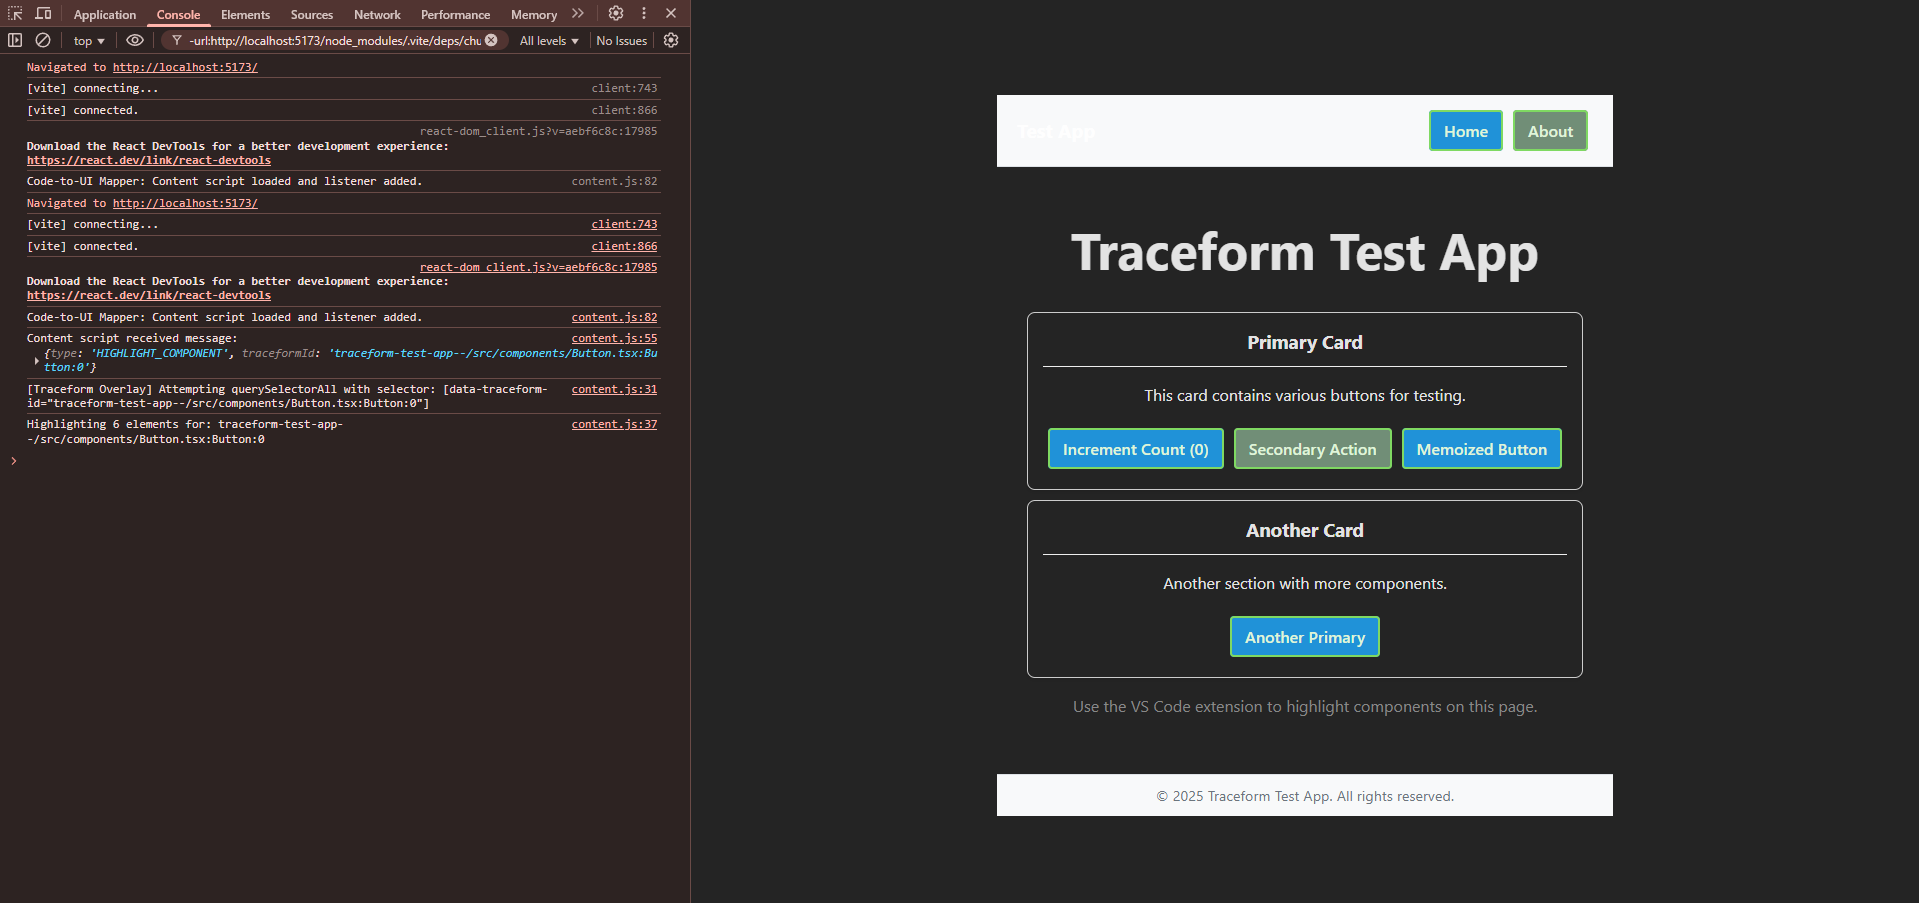 Application Console Elements Sources Network Performance Memory
top -url:http://localhost:5173/node_modules/.vite/deps/chu All levels No Issues
Navigated to http://localhost:5173/
[vite] connecting... client:743
[vite] connected. client:866
react-dom_client.js?v=aebf6c8c:17985
Download the React DevTools for a better development experience:
https://react.dev/link/react-devtools
Code-to-UI Mapper: Content script loaded and listener added. content.js:82
Navigated to http://localhost:5173/
[vite] connecting... client:743
[vite] connected. client:866
react-dom_client.js?v=aebf6c8c:17985
Download the React DevTools for a better development experience:
https://react.dev/link/react-devtools
Code-to-UI Mapper: Content script loaded and listener added. content.js:82
Content script received message: content.js:55
{type: 'HIGHLIGHT_COMPONENT', traceformId: 'traceform-test-app--/src/components/Button.tsx:Bu
tton:0'}
[Traceform Overlay] Attempting querySelectorAll with selector: [data-traceform- content.js:31
id="traceform-test-app--/src/components/Button.tsx:Button:0"]
Highlighting 6 elements for: traceform-test-app- content.js:37
-/src/components/Button.tsx:Button:0
Test App Home About
Traceform Test App
Primary Card
This card contains various buttons for testing.
Increment Count (0) Secondary Action Memoized Button
Another Card
Another section with more components.
Another Primary
Use the VS Code extension to highlight components on this page.
© 2025 Traceform Test App. All rights reserved.